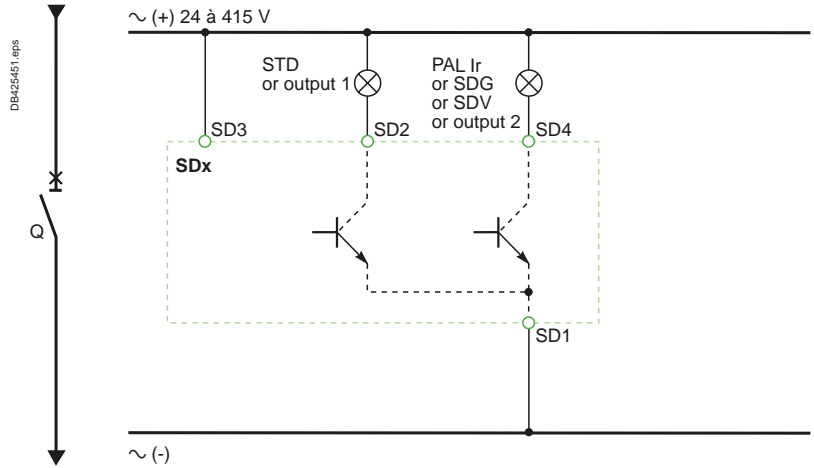 ∿ (+) 24 à 415 V
DB425451.eps
STD
or output 1
PAL Ir
or SDG
or SDV
or output 2
SD3
SD2
SD4
SDx
Q
SD1
∿ (-)